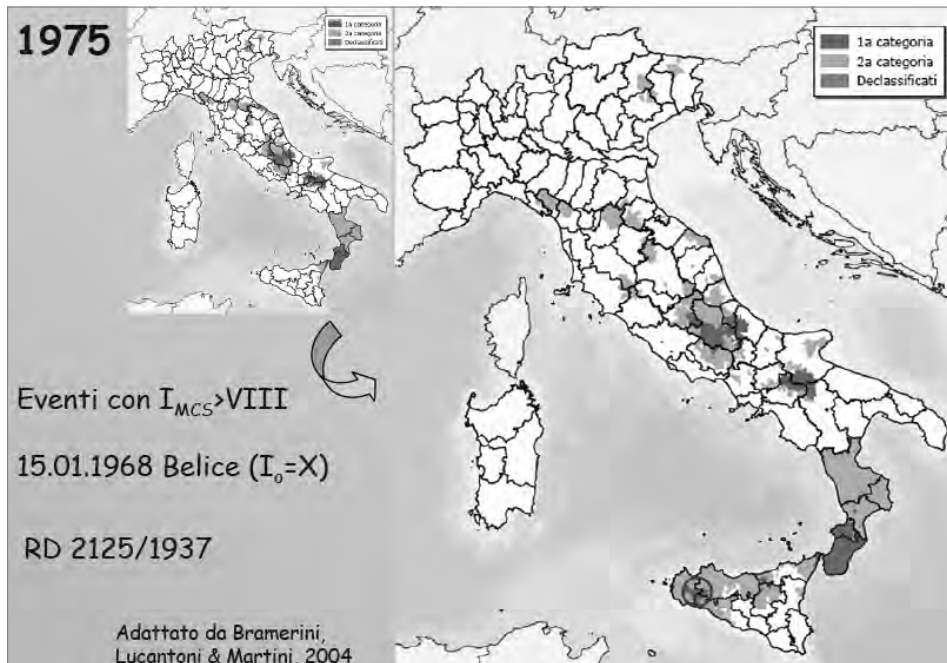 1975
1a categoria
2a categoria
Declassificati
1a categoria
2a categoria
Declassificati
Eventi con I_MCS>VIII
15.01.1968 Belice (I_o=X)
RD 2125/1937
Adattato da Bramerini,
Lucantoni & Martini, 2004